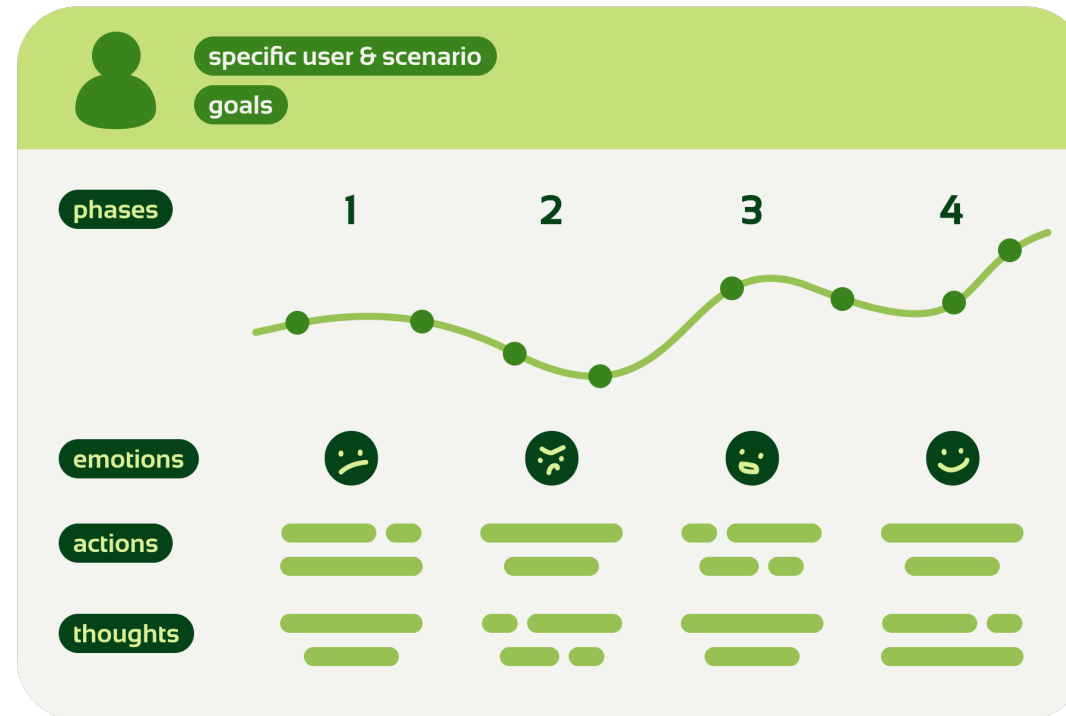 specific user & scenario
goals
phases 1 2 3 4
emotions
actions
thoughts